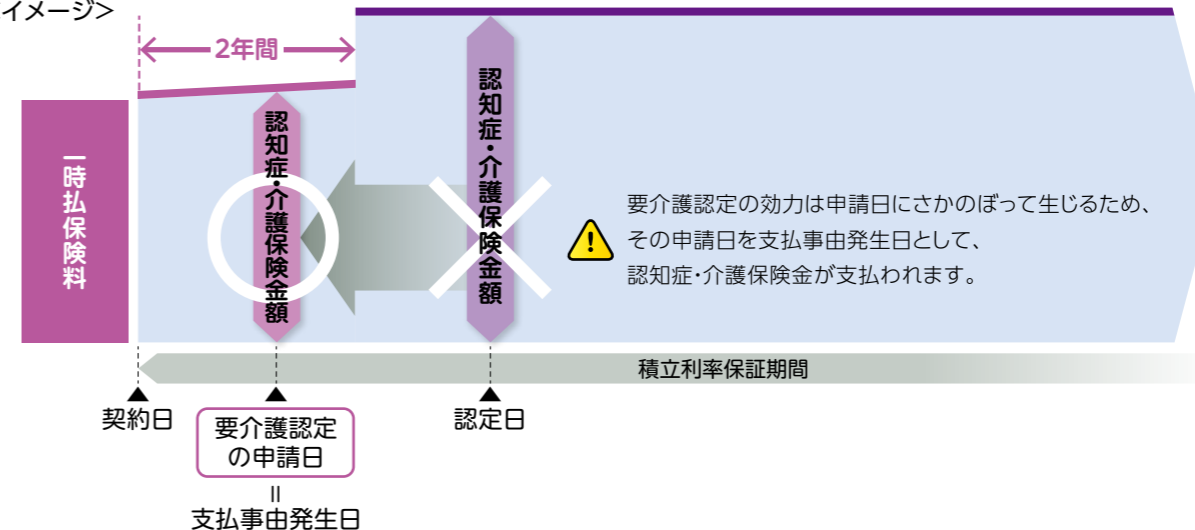 イメージ>
2年間
一時払保険料
認知症・介護保険金額
認知症・介護保険金額
要介護認定の効力は申請日にさかのぼって生じるため、
その申請日を支払事由発生日として、
認知症・介護保険金が支払われます。
積立利率保証期間
契約日
要介護認定
の申請日
認定日
=
支払事由発生日